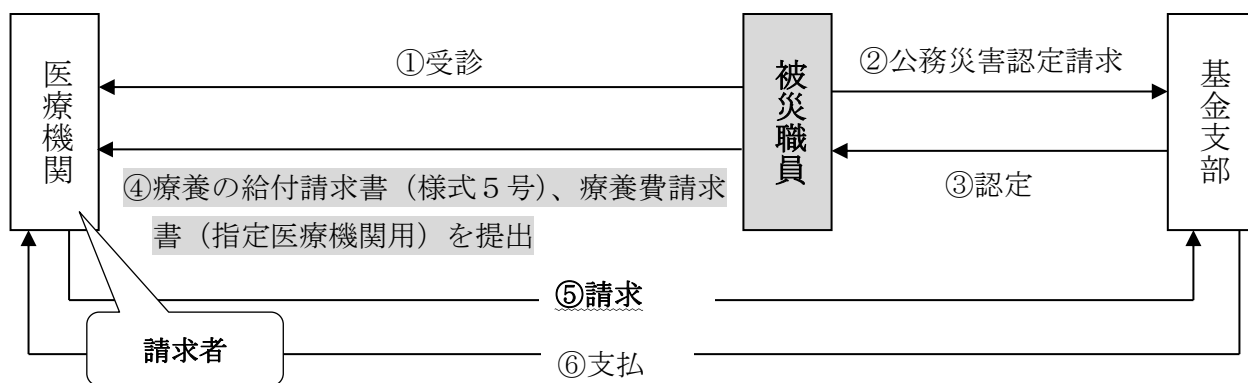 医療機関
①受診
被災職員
②公務災害認定請求
基金支部
③認定
④療養の給付請求書（様式５号）、療養費請求
書（指定医療機関用）を提出
⑤請求
請求者
⑥支払